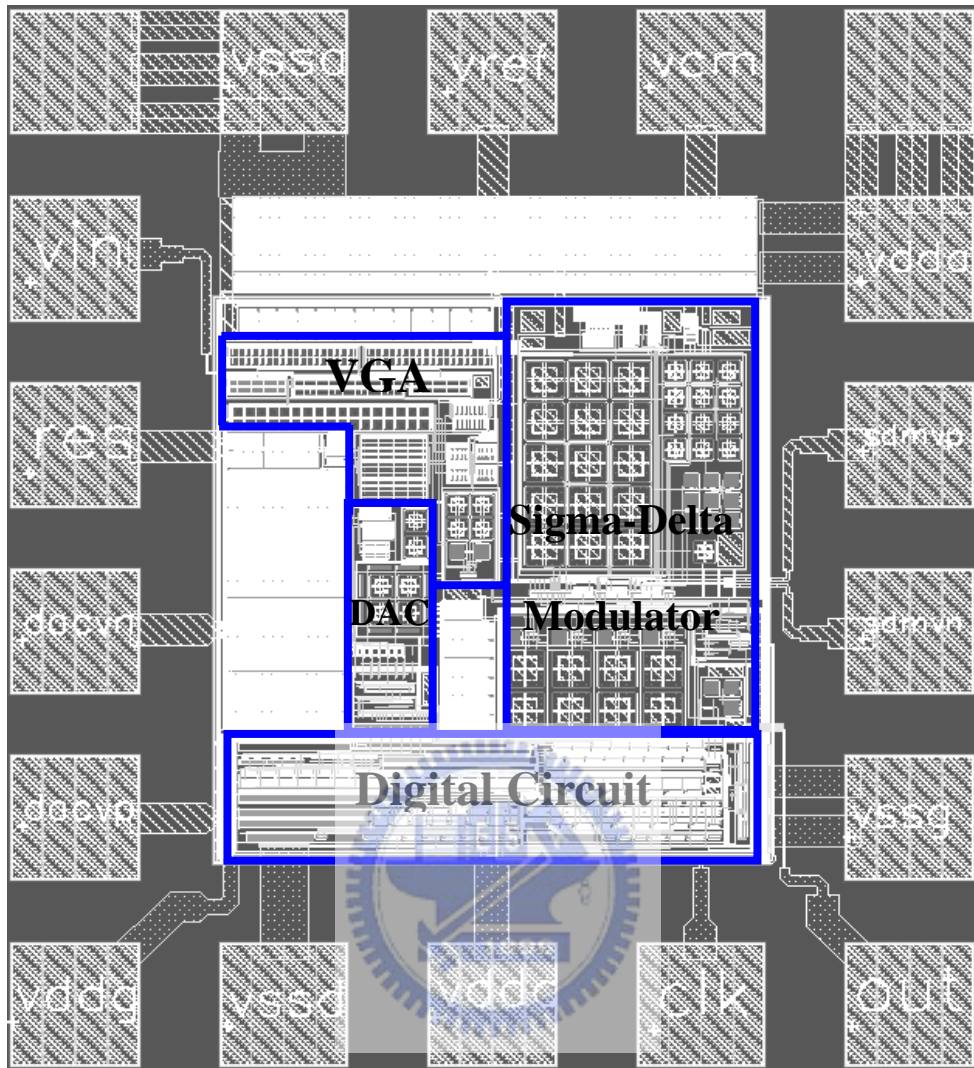 vssa vref vcm
vin vdda
VGA
res sdmvp
Sigma-Delta
DAC Modulator
dacvn sdmvn
Digital Circuit
dacvp vssg
vddg vssd clk out